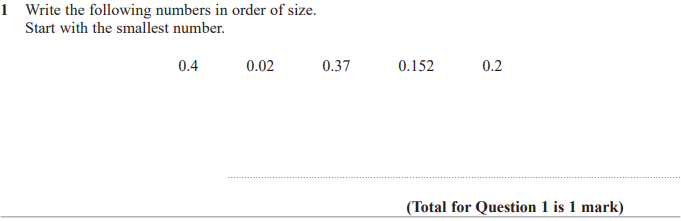 1 Write the following numbers in order of size.
Start with the smallest number.
0.4 0.02 0.37 0.152 0.2
(Total for Question 1 is 1 mark)